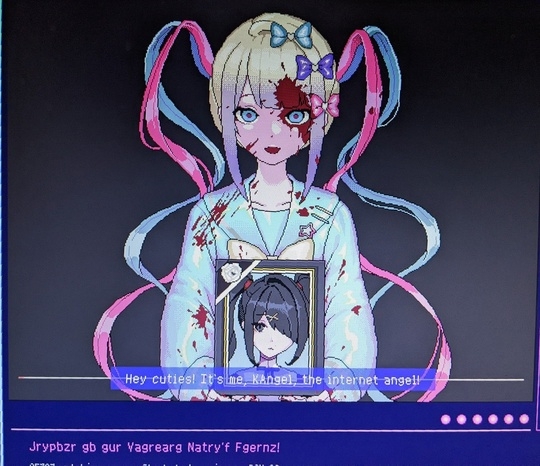 Hey cuties! It's me, KAngel, the internet angel!
Jrypbzr gb gur Vagrearg Natry'f Fgernz!